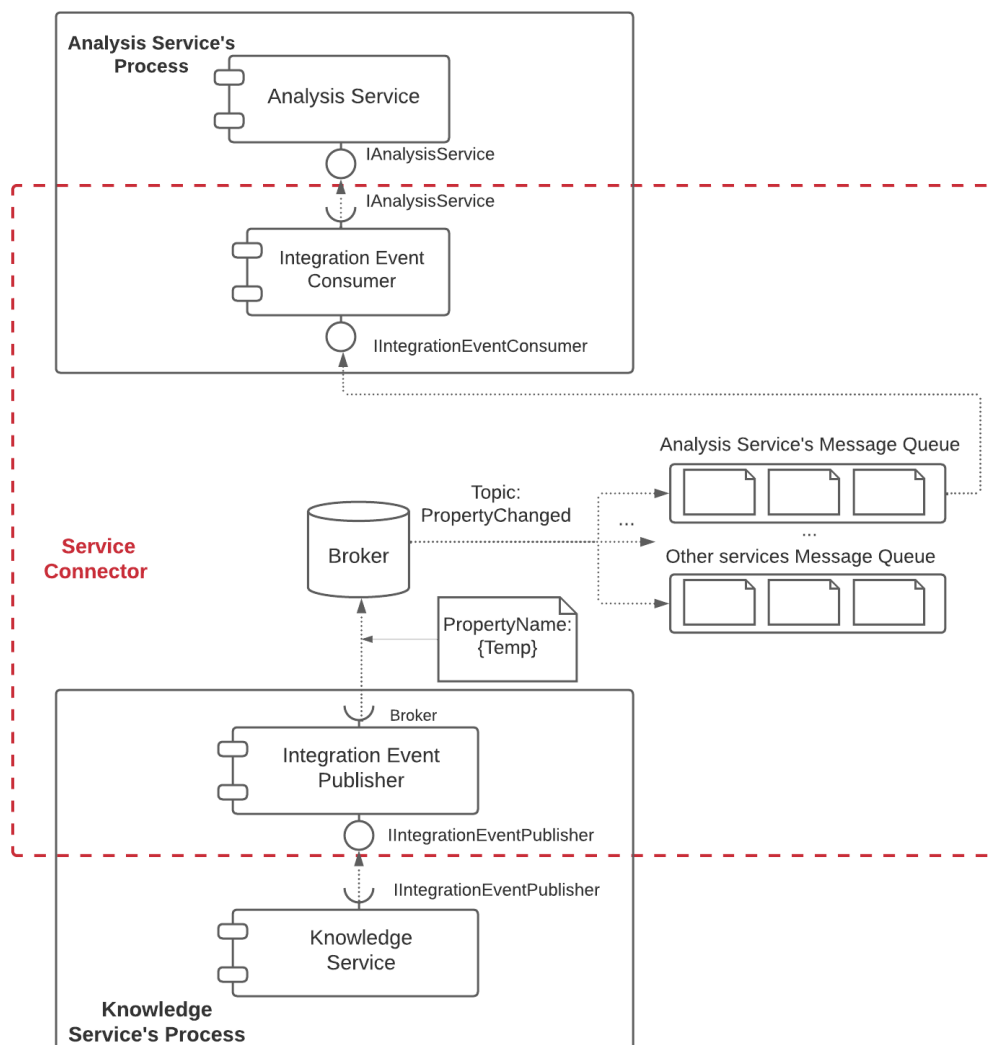 Analysis Service's
Process
Analysis Service
IAnalysisService
IAnalysisService
Integration Event
Consumer
IIntegrationEventConsumer
Analysis Service's Message Queue
Topic:
PropertyChanged
...
...
Broker
Other services Message Queue
Service
Connector
PropertyName:
{Temp}
Broker
Integration Event
Publisher
IIntegrationEventPublisher
IIntegrationEventPublisher
Knowledge
Service
Knowledge
Service's Process